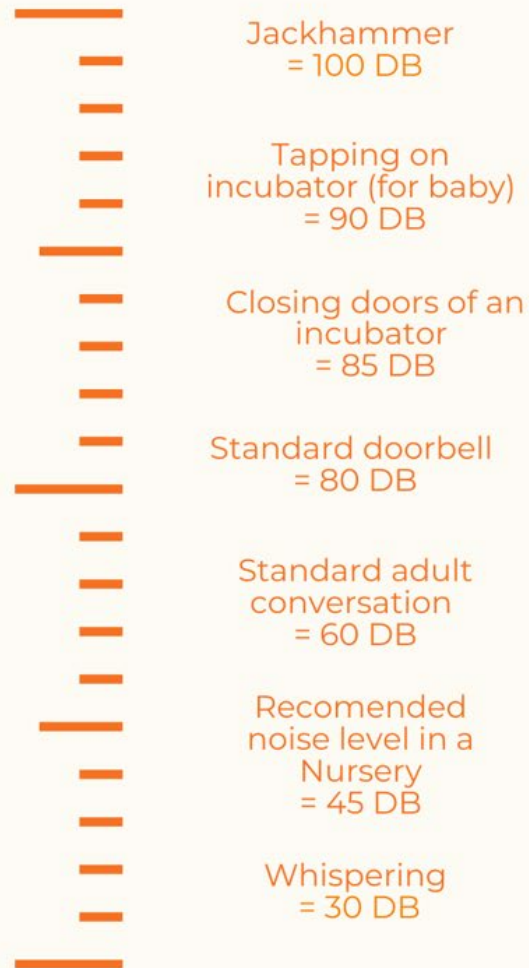 Jackhammer
= 100 DB
Tapping on
incubator (for baby)
= 90 DB
Closing doors of an
incubator
= 85 DB
Standard doorbell
= 80 DB
Standard adult
conversation
= 60 DB
Recomended
noise level in a
Nursery
= 45 DB
Whispering
= 30 DB